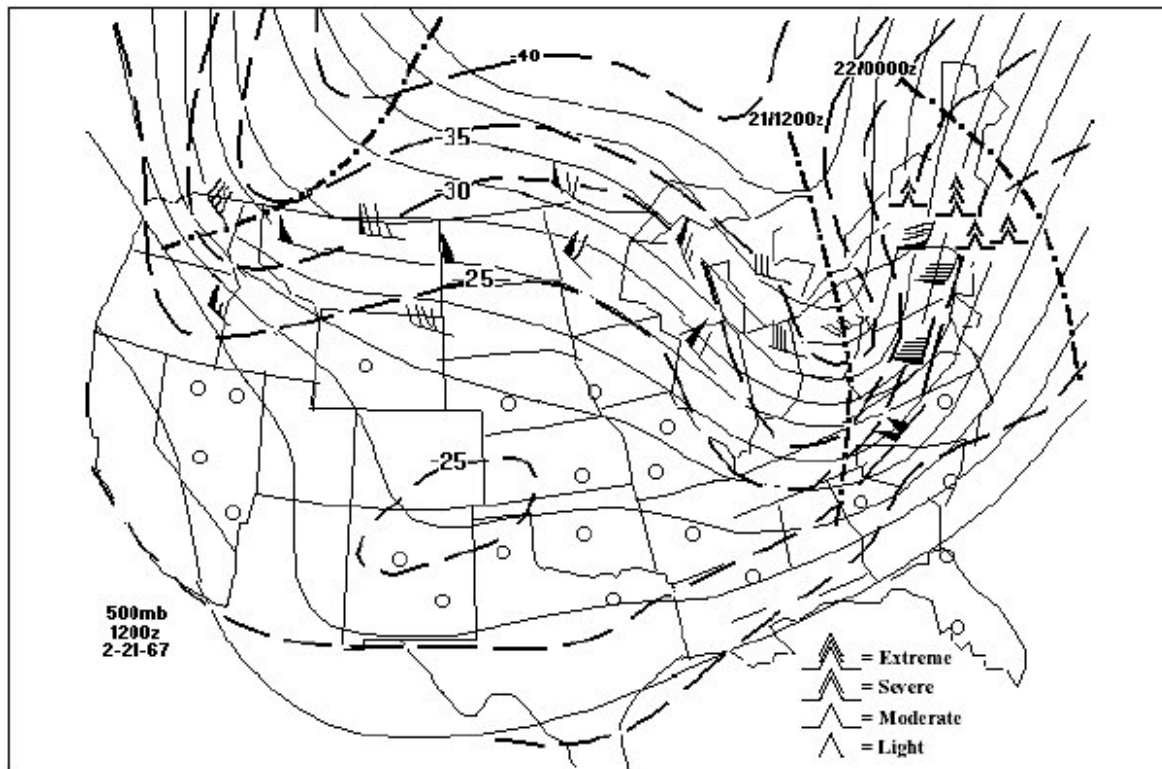 -40
22/0000z
21/1200z
-35
-30
-25
-25
500mb
1200z
2-21-67
= Extreme
= Severe
= Moderate
= Light